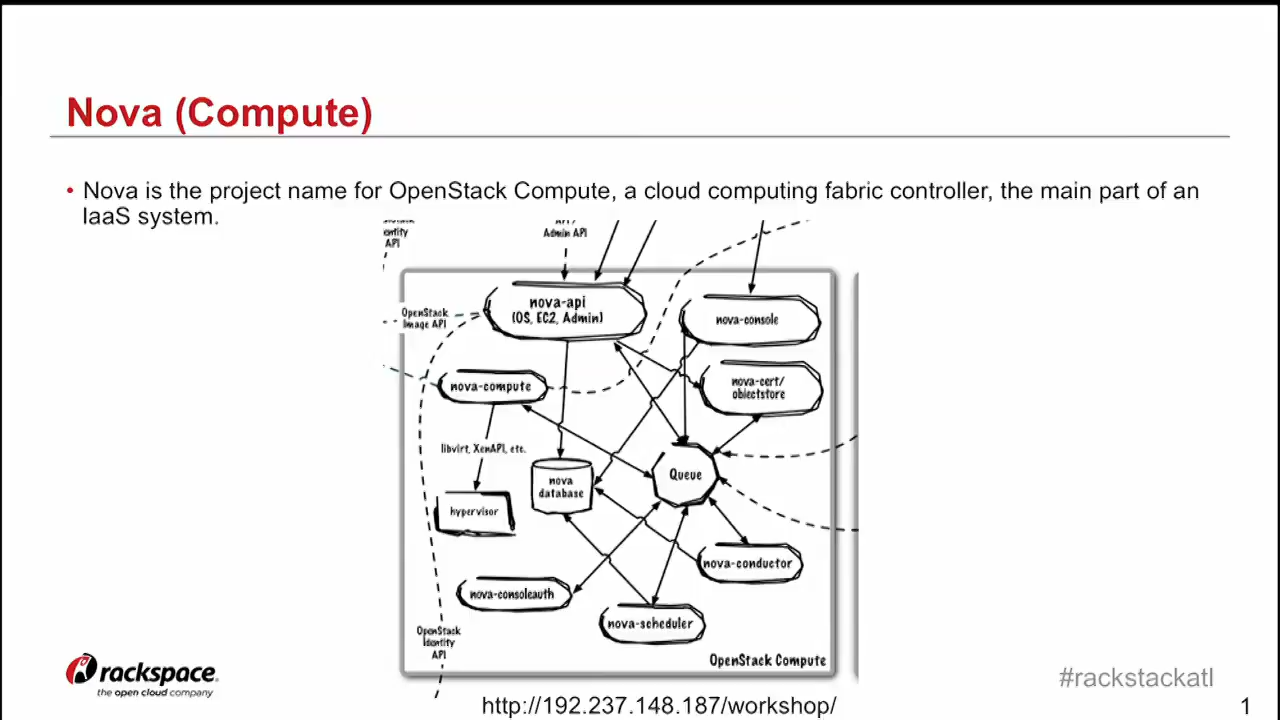 Nova (Compute)
• Nova is the project name for OpenStack Compute, a cloud computing fabric controller, the main part of an
IaaS system.
API
Admin API
nova-api
(OS, EC2, Admin)
nova-console
OpenStack
Image API
nova-compute
nova-cert/
objectstore
libvirt, XenAPI, etc.
Queue
nova
database
hypervisor
nova-conductor
nova-consoleauth
nova-scheduler
OpenStack
Identity
API
OpenStack Compute
rackspace.
the open cloud company
#rackstackatl
http://192.237.148.187/workshop/
1